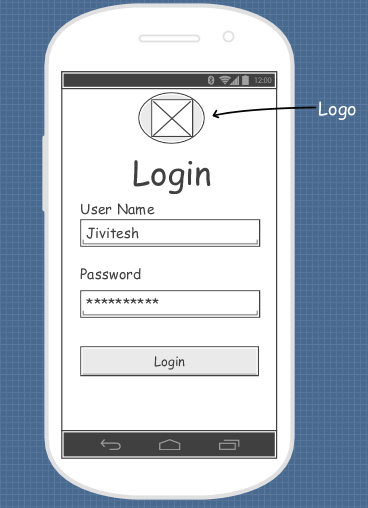 12:00
Logo
Login
User Name
Jivitesh
Password
**********
Login